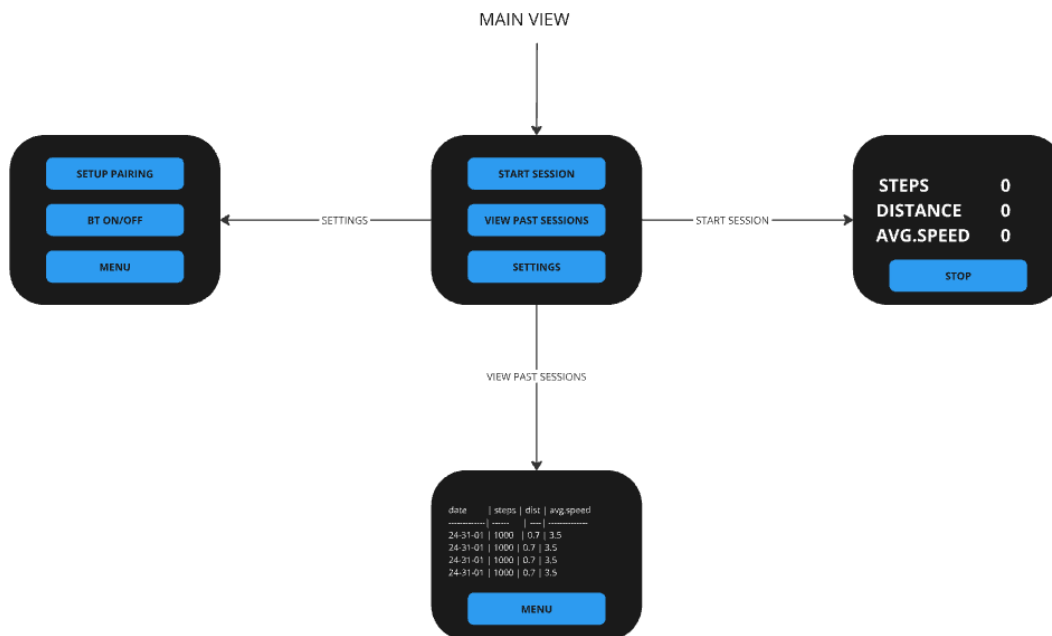 MAIN VIEW
SETUP PAIRING
BT ON/OFF
MENU
SETTINGS
START SESSION
VIEW PAST SESSIONS
SETTINGS
START SESSION
STEPS 0
DISTANCE 0
AVG.SPEED 0
STOP
VIEW PAST SESSIONS
date | steps | dist | avg.speed
-------------| ------ | ----| --------------
24-31-01 | 1000 | 0.7 | 3.5
24-31-01 | 1000 | 0.7 | 3.5
24-31-01 | 1000 | 0.7 | 3.5
24-31-01 | 1000 | 0.7 | 3.5
MENU